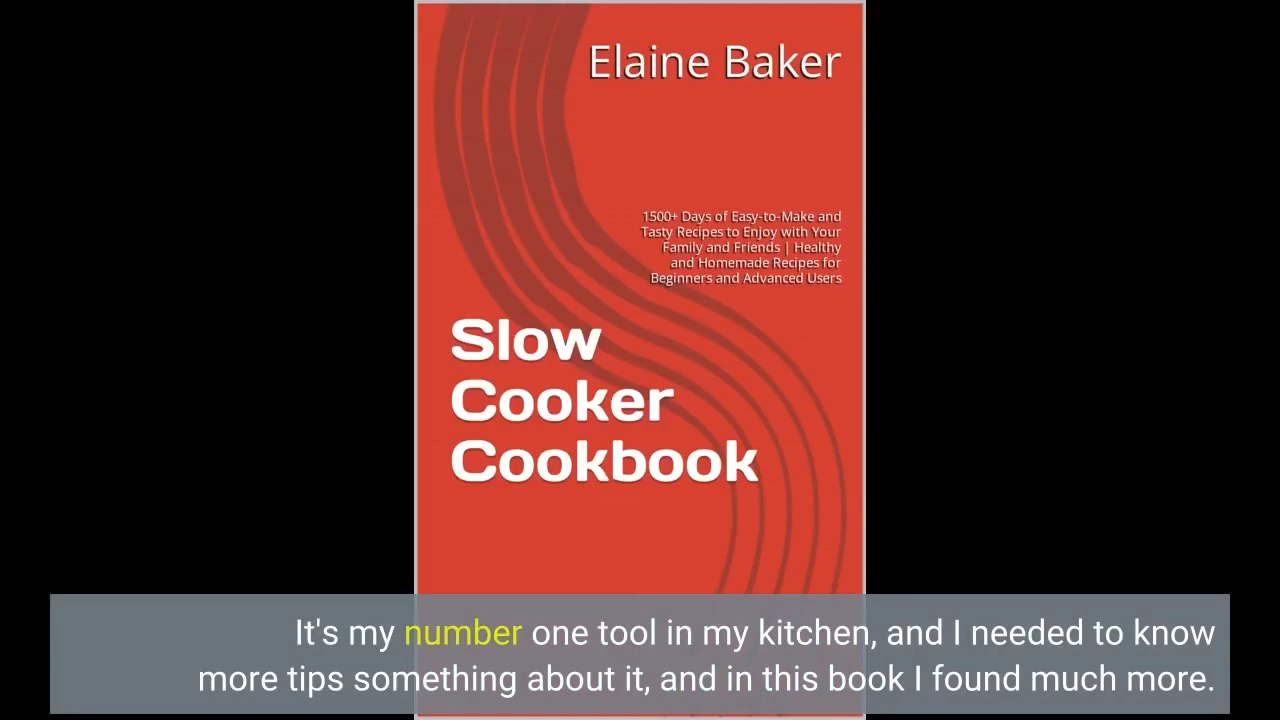 Elaine Baker
1500+ Days of Easy-to-Make and
Tasty Recipes to Enjoy with Your
Family and Friends | Healthy
and Homemade Recipes for
Beginners and Advanced Users
Slow
Cooker
Cookbook
It's my number one tool in my kitchen, and I needed to know
more tips something about it, and in this book I found much more.